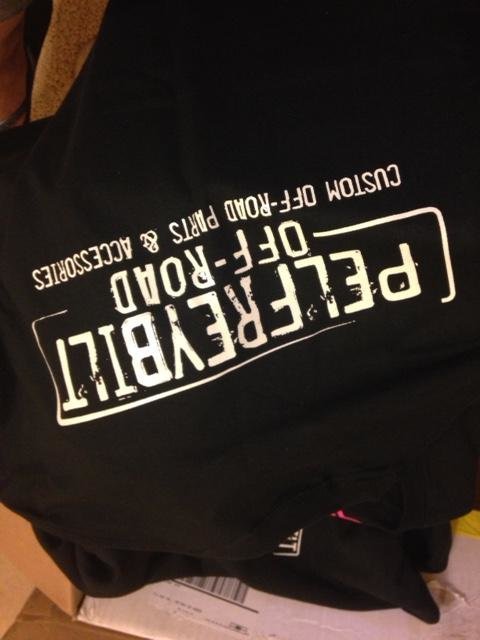 PELFREYBILT
OFF-ROAD
CUSTOM OFF-ROAD PARTS & ACCESSORIES